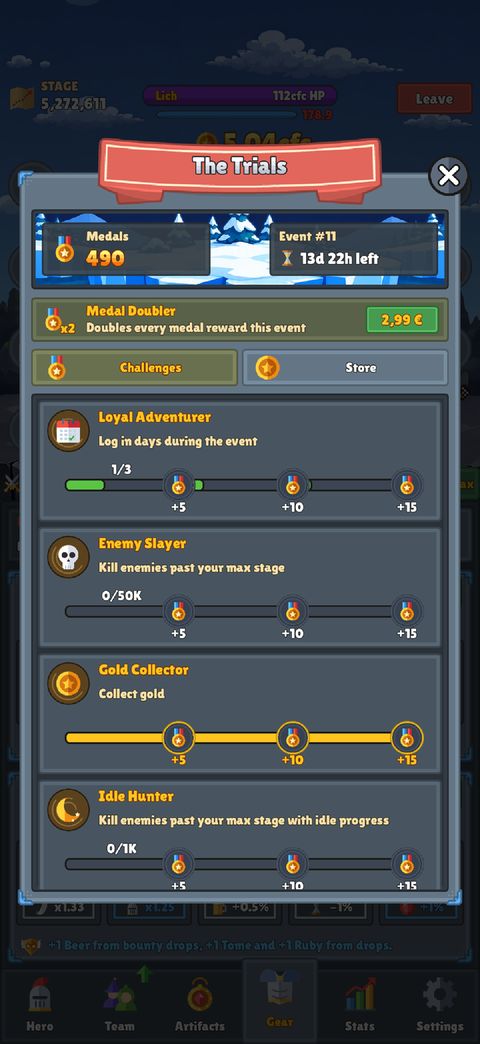 STAGE
5,272,611
Lich
112cfc HP
178.9
Leave
The Trials
Medals
490
Event #11
13d 22h left
x2
Medal Doubler
Doubles every medal reward this event
2,99 €
Challenges
Store
Loyal Adventurer
Log in days during the event
1/3
+5
+10
+15
Enemy Slayer
Kill enemies past your max stage
0/50K
+5
+10
+15
Gold Collector
Collect gold
+5
+10
+15
Idle Hunter
Kill enemies past your max stage with idle progress
0/1K
+5
+10
+15
x1.33
x1.25
+0.5%
-1%
+1%
+1 Beer from bounty drops, +1 Tome and +1 Ruby from drops.
Hero
Team
Artifacts
Gear
Stats
Settings